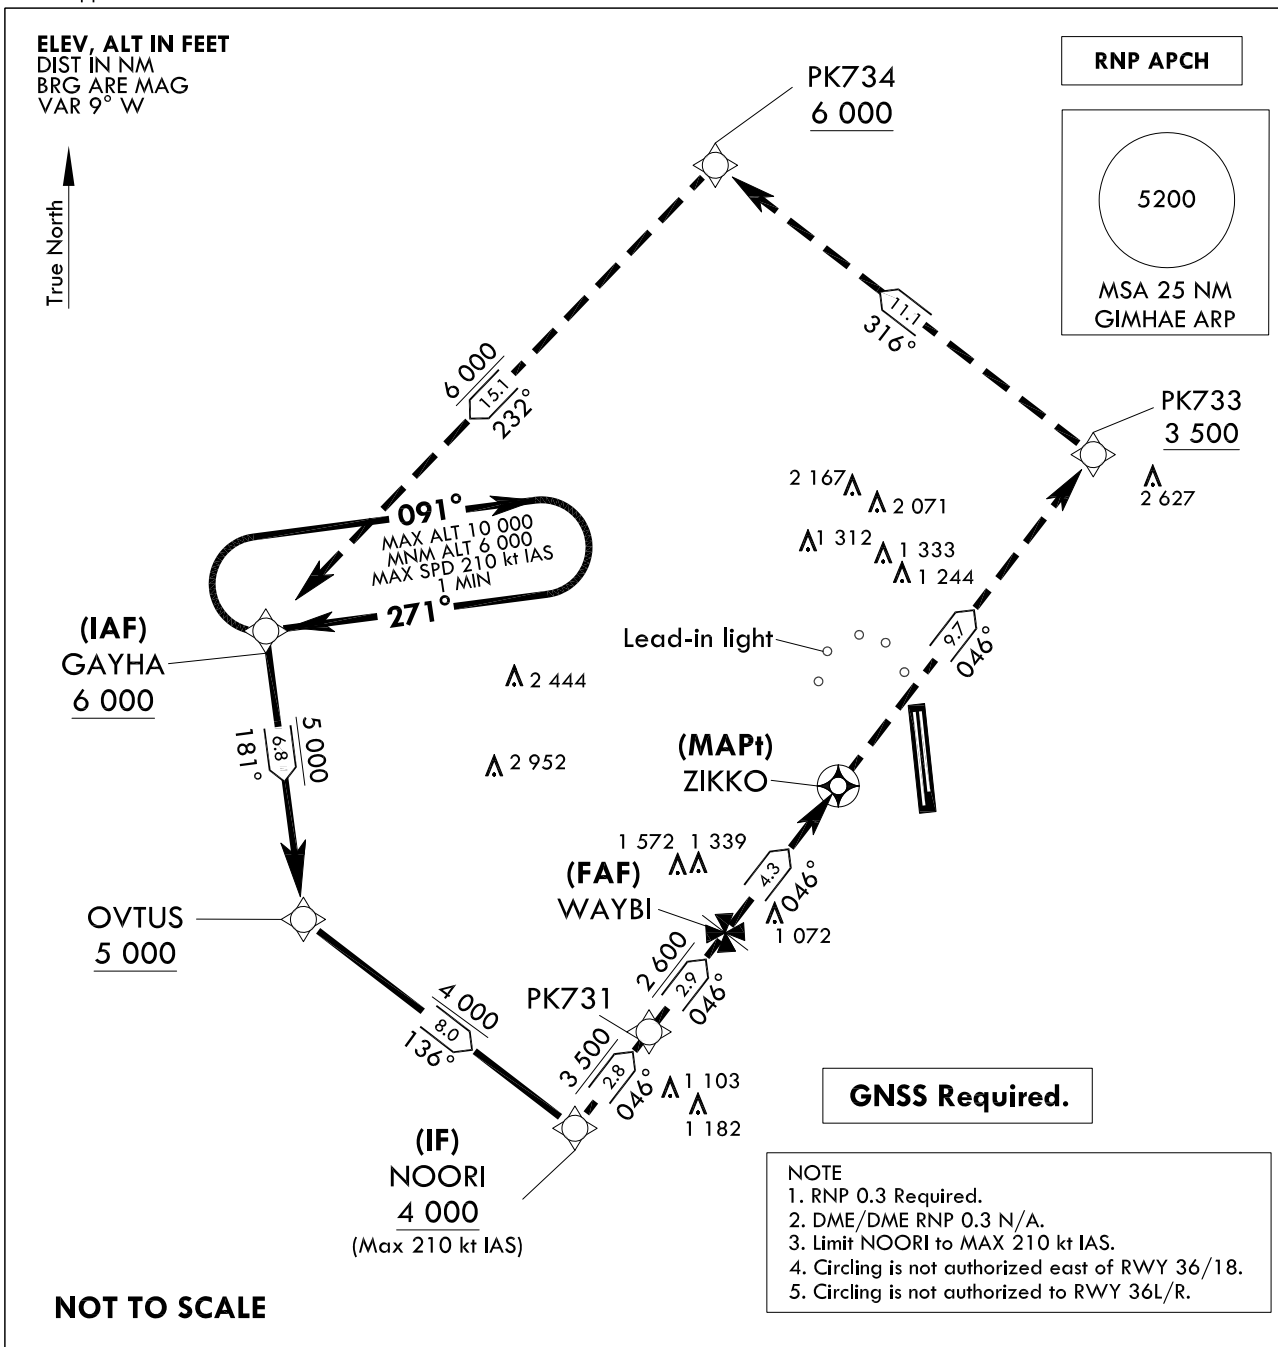 ELEV, ALT IN FEET
DIST IN NM
BRG ARE MAG
VAR 9° W
True North
RNP APCH
5200
MSA 25 NM
GIMHAE ARP
PK734
6 000
11.1
316°
PK733
3 500
6 000
15.1
232°
2 167
2 071
2 627
1 312
1 333
1 244
091°
MAX ALT 10 000
MNM ALT 6 000
MAX SPD 210 kt IAS
1 MIN
271°
(IAF)
GAYHA
6 000
Lead-in light
9.7
046°
2 444
2 952
5 000
6.8
181°
(MAPt)
ZIKKO
1 572
1 339
4.3
046°
(FAF)
WAYBI
1 072
OVTUS
5 000
2 600
2.9
046°
PK731
4 000
8.0
136°
3 500
2.8
046°
1 103
1 182
GNSS Required.
(IF)
NOORI
4 000
(Max 210 kt IAS)
NOTE
1. RNP 0.3 Required.
2. DME/DME RNP 0.3 N/A.
3. Limit NOORI to MAX 210 kt IAS.
4. Circling is not authorized east of RWY 36/18.
5. Circling is not authorized to RWY 36L/R.
NOT TO SCALE